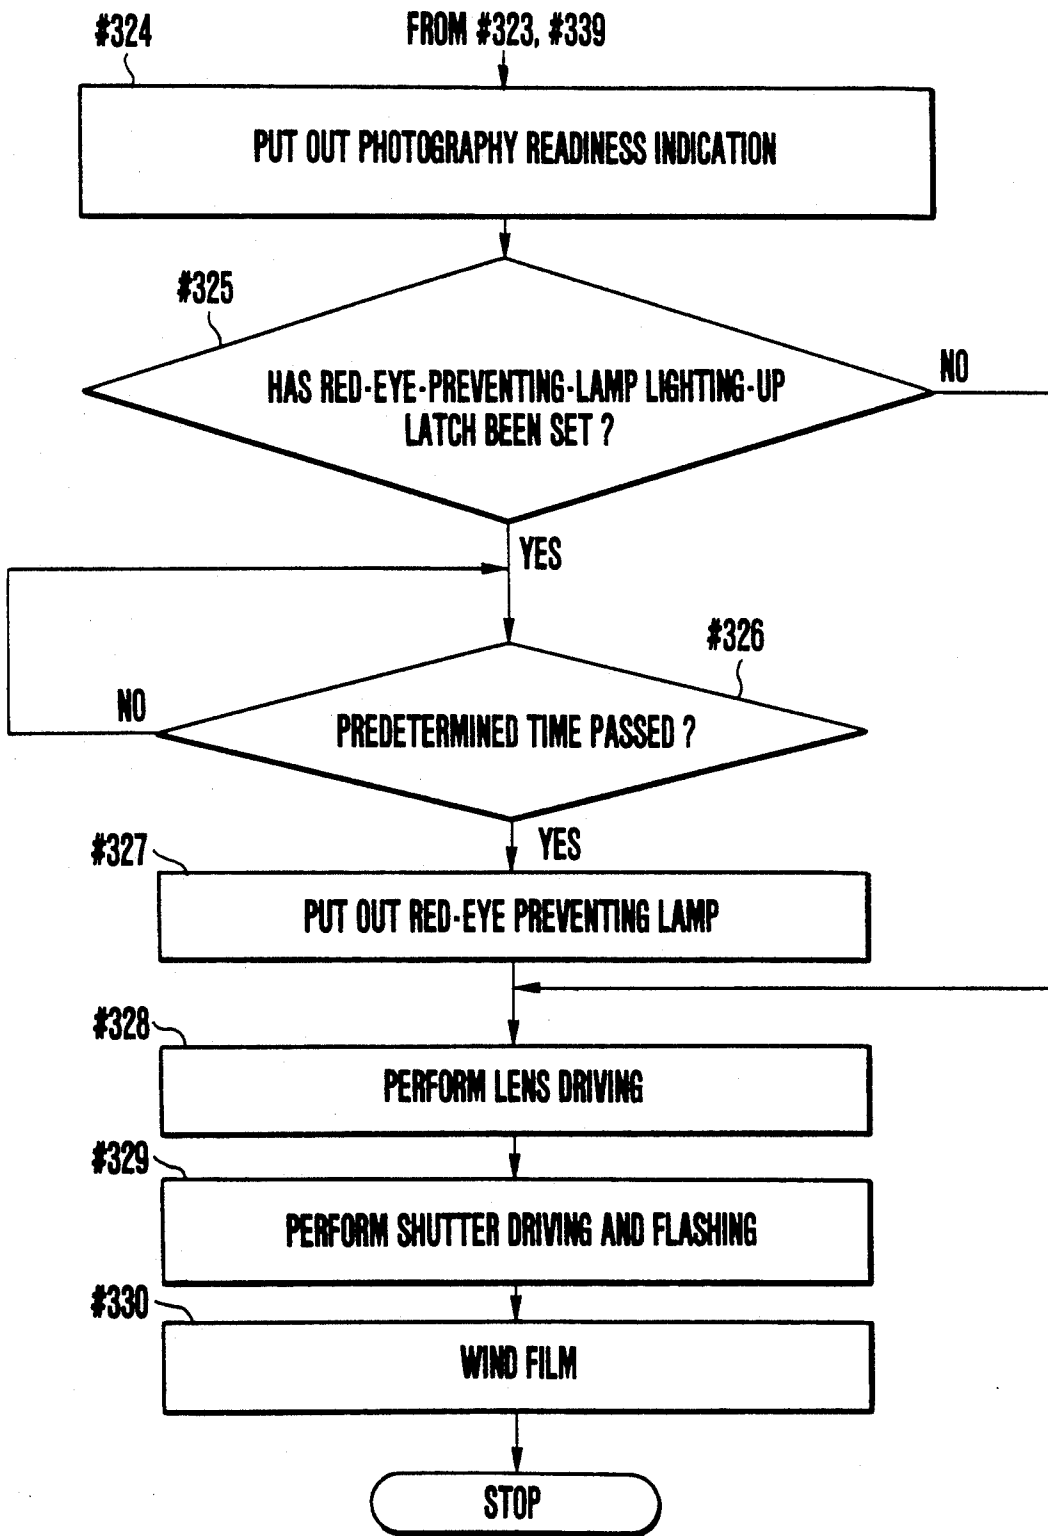 #324
FROM #323, #339
PUT OUT PHOTOGRAPHY READINESS INDICATION
#325
HAS RED-EYE-PREVENTING-LAMP LIGHTING-UP
LATCH BEEN SET ?
NO
YES
#326
PREDETERMINED TIME PASSED ?
NO
YES
#327
PUT OUT RED-EYE PREVENTING LAMP
#328
PERFORM LENS DRIVING
#329
PERFORM SHUTTER DRIVING AND FLASHING
#330
WIND FILM
STOP